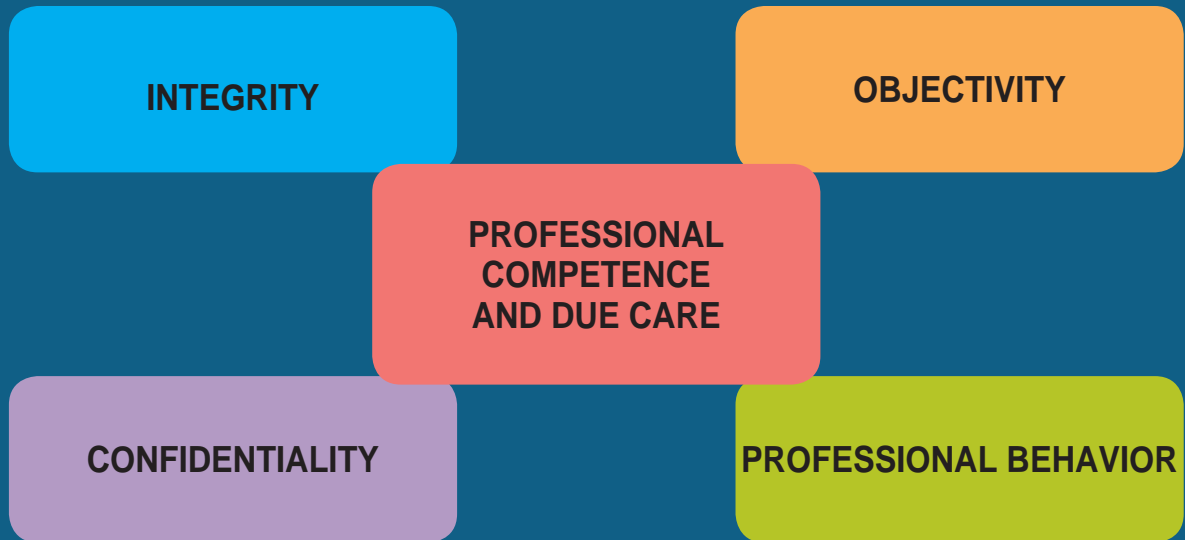 INTEGRITY
OBJECTIVITY
PROFESSIONAL
COMPETENCE
AND DUE CARE
CONFIDENTIALITY
PROFESSIONAL BEHAVIOR